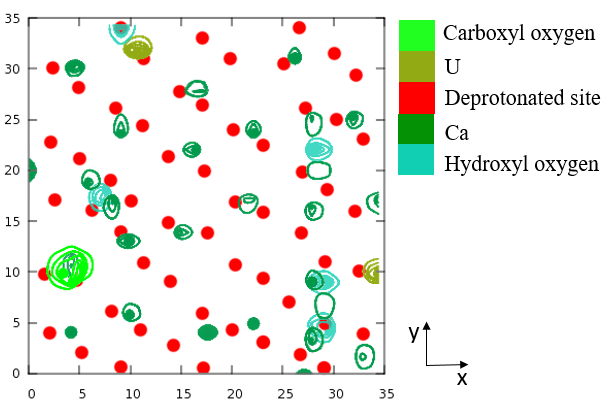 35
30
25
20
15
10
5
0
0 5 10 15 20 25 30 35
Carboxyl oxygen
U
Deprotonated site
Ca
Hydroxyl oxygen
y
x